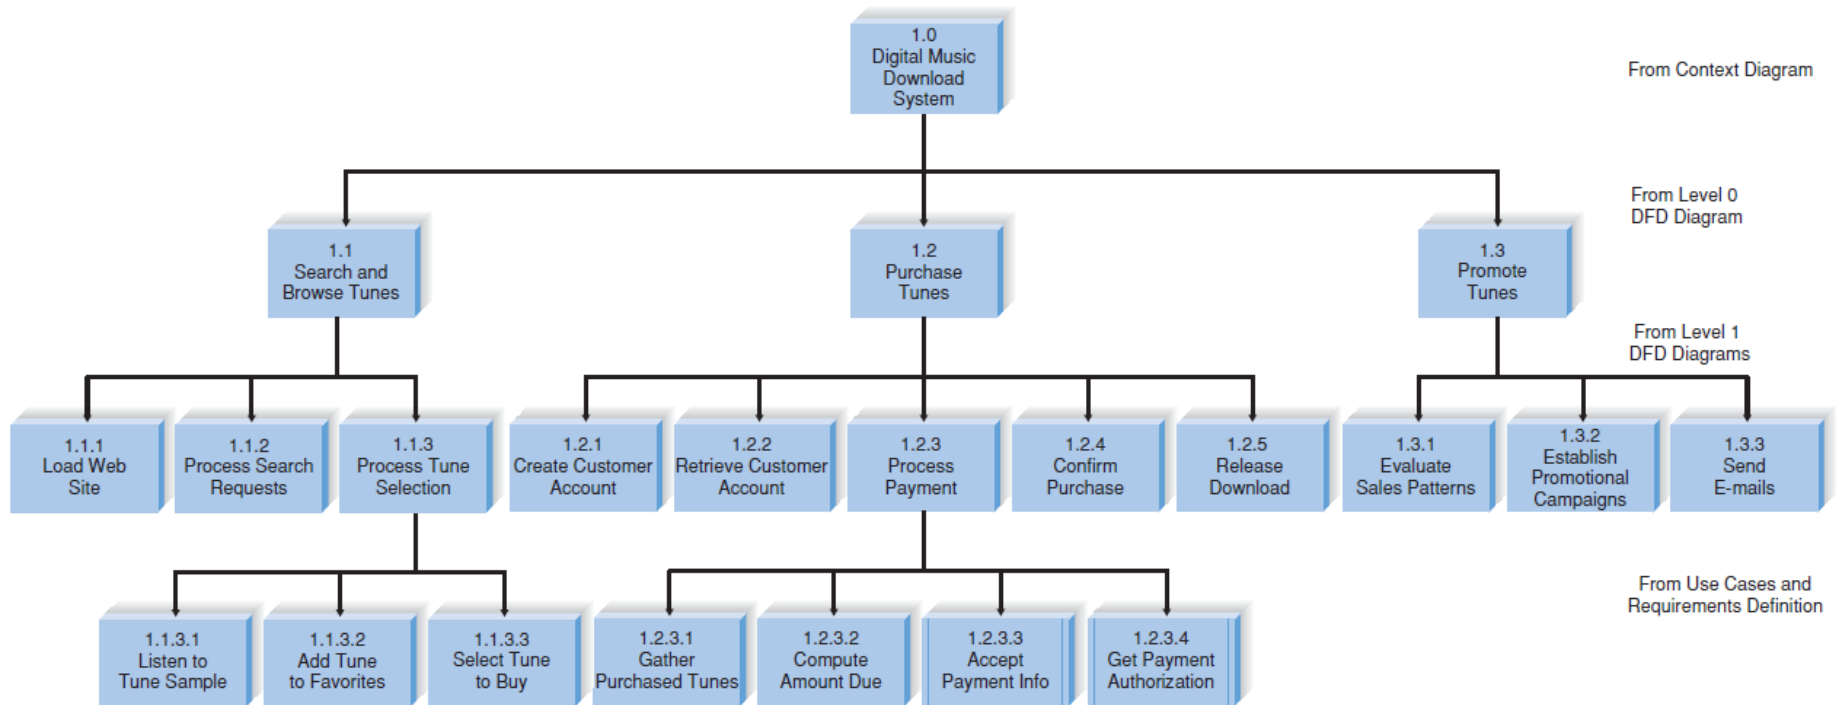 1.0
Digital Music
Download
System
From Context Diagram
From Level 0
DFD Diagram
1.1
Search and
Browse Tunes
1.2
Purchase
Tunes
1.3
Promote
Tunes
From Level 1
DFD Diagrams
1.1.1
Load Web
Site
1.1.2
Process Search
Requests
1.1.3
Process Tune
Selection
1.2.1
Create Customer
Account
1.2.2
Retrieve Customer
Account
1.2.3
Process
Payment
1.2.4
Confirm
Purchase
1.2.5
Release
Download
1.3.1
Evaluate
Sales Patterns
1.3.2
Establish
Promotional
Campaigns
1.3.3
Send
E-mails
From Use Cases and
Requirements Definition
1.1.3.1
Listen to
Tune Sample
1.1.3.2
Add Tune
to Favorites
1.1.3.3
Select Tune
to Buy
1.2.3.1
Gather
Purchased Tunes
1.2.3.2
Compute
Amount Due
1.2.3.3
Accept
Payment Info
1.2.3.4
Get Payment
Authorization